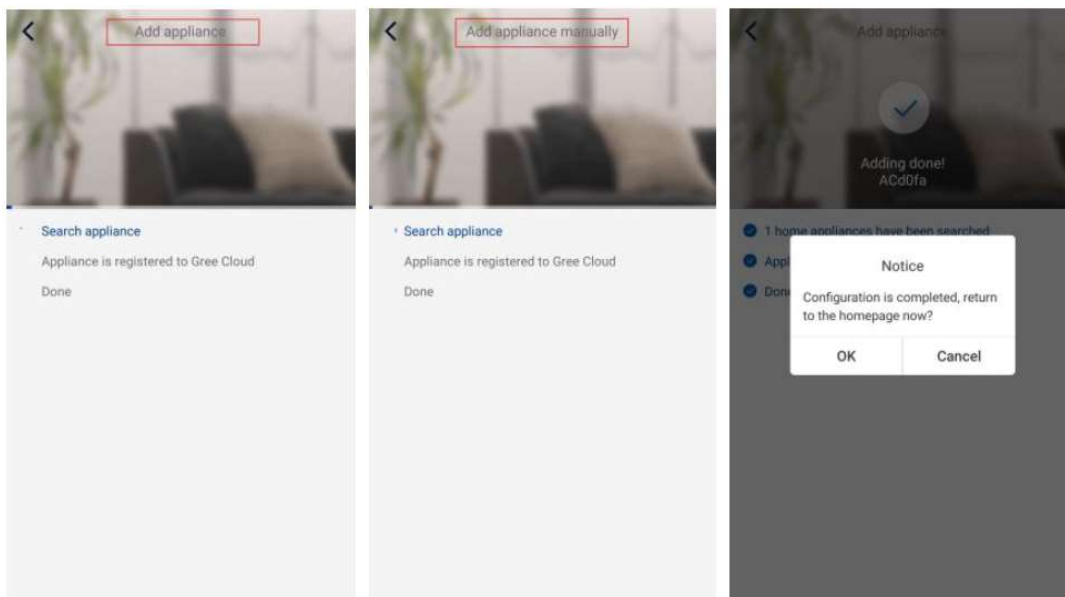 Add appliance
Search appliance
Appliance is registered to Gree Cloud
Done
Add appliance manually
Search appliance
Appliance is registered to Gree Cloud
Done
Add appliance
Adding done!
ACd0fa
1 home appliances have been searched
Appl
Don
Notice
Configuration is completed, return
to the homepage now?
OK
Cancel